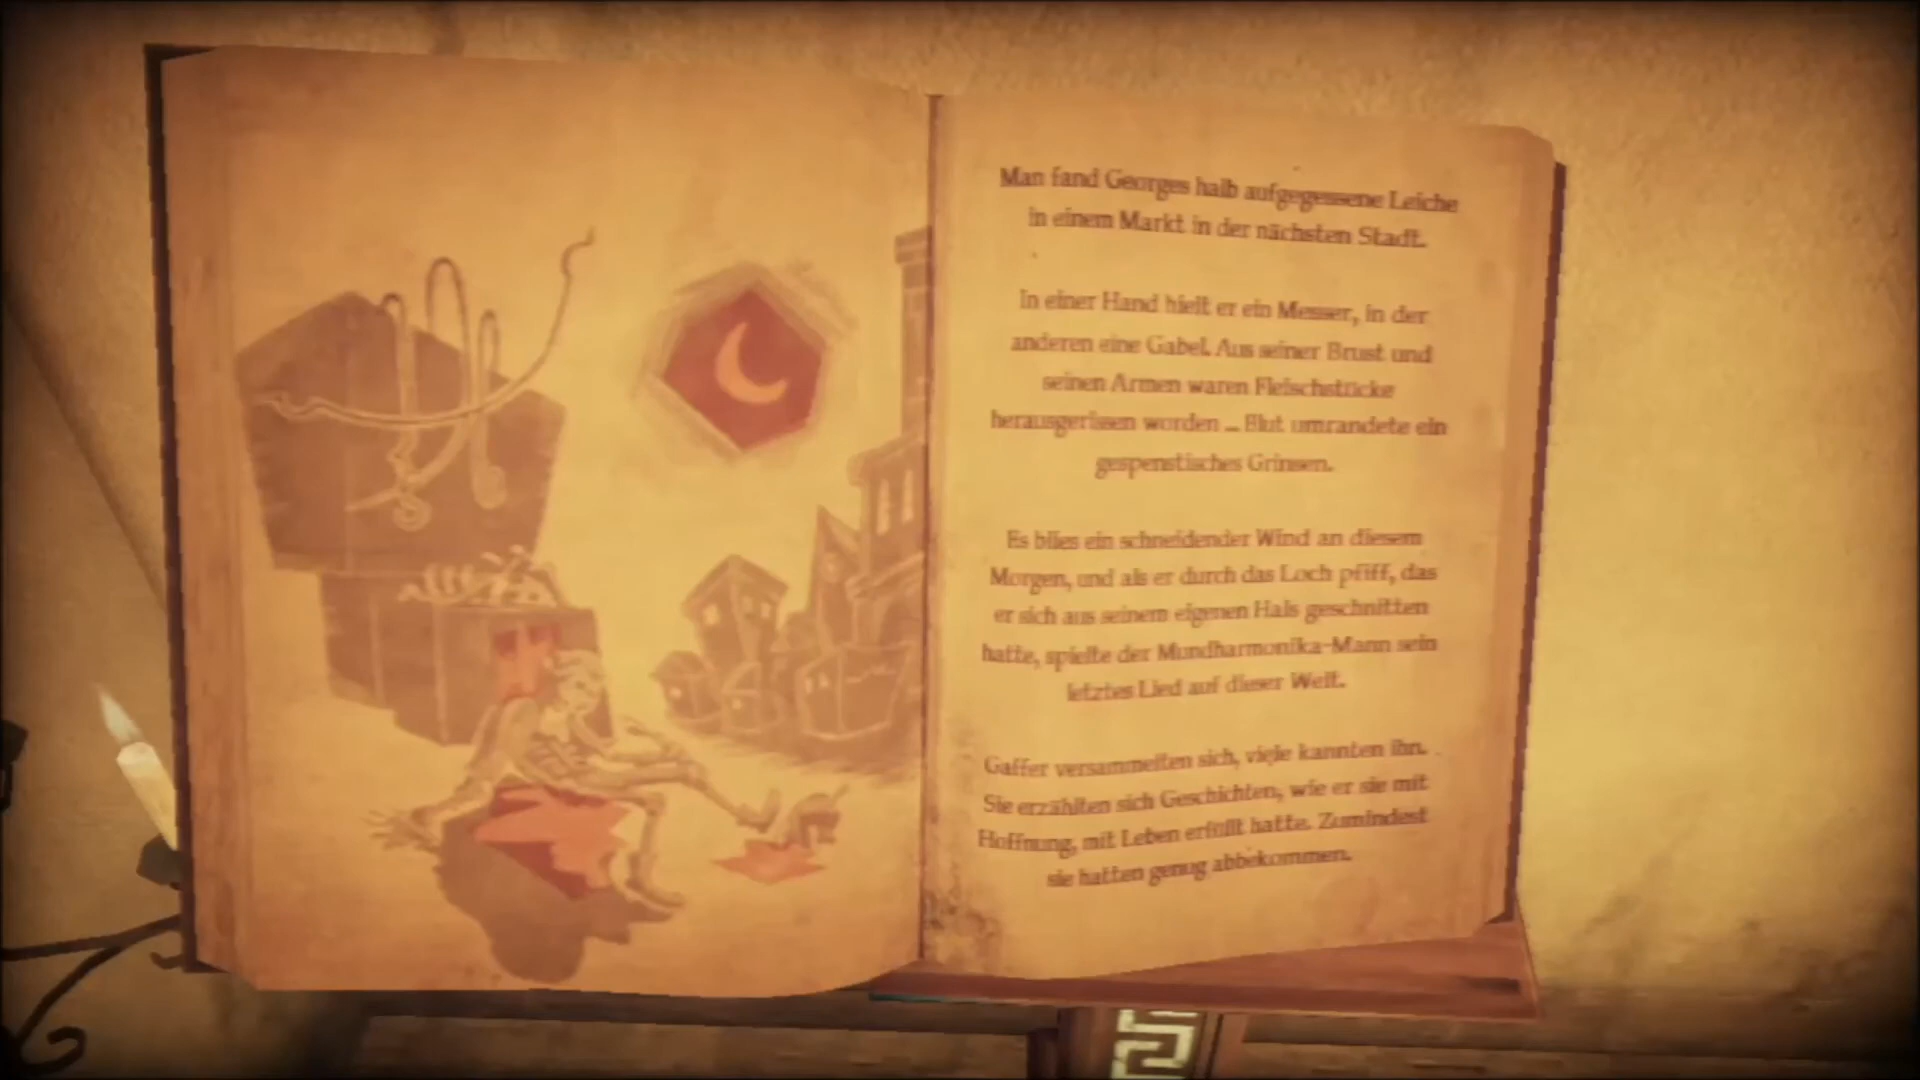 Man fand Georges halb aufgegessene Leiche
in einem Markt in der nächsten Stadt.
In einer Hand hielt er ein Messer, in der
anderen eine Gabel. Aus seiner Brust und
seinen Armen waren Fleischstücke
herausgerissen worden ... Blut umrandete ein
gespenstisches Grinsen.
Es blies ein schneidender Wind an diesem
Morgen, und als er durch das Loch pfiff, das
er sich aus seinem eigenen Hals geschnitten
hatte, spielte der Mundharmonika-Mann sein
letztes Lied auf dieser Welt.
Gaffer versammelten sich, viele kannten ihn.
Sie erzählten sich Geschichten, wie er sie mit
Hoffnung, mit Leben erfüllt hatte. Zumindest
sie hatten genug abbekommen.